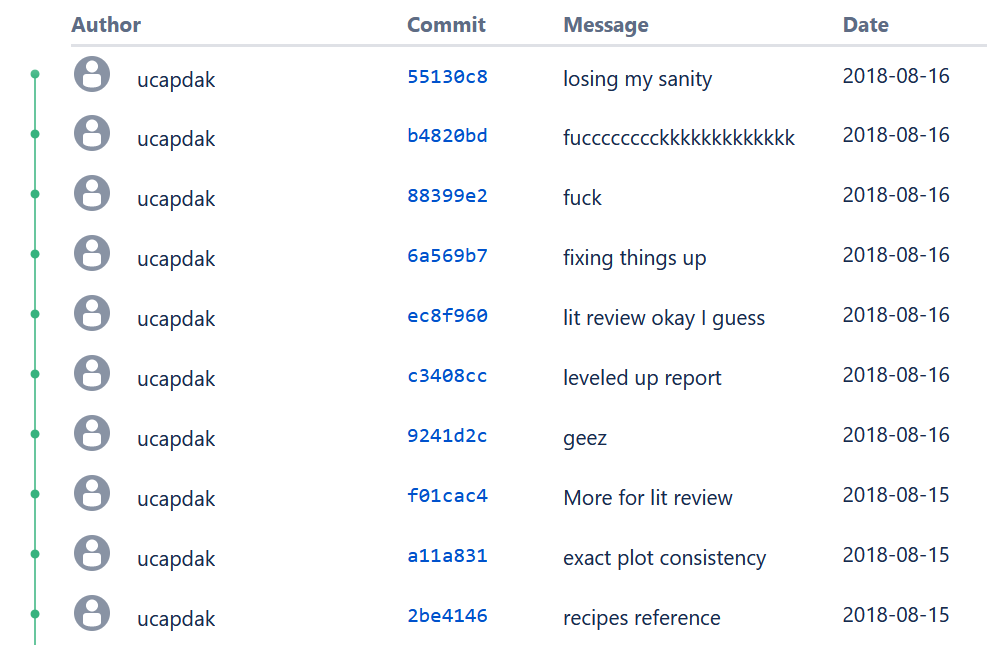 Author Commit Message Date
ucapdak 55130c8 losing my sanity 2018-08-16
ucapdak b4820bd fucccccccckkkkkkkkkkkkk 2018-08-16
ucapdak 88399e2 fuck 2018-08-16
ucapdak 6a569b7 fixing things up 2018-08-16
ucapdak ec8f960 lit review okay I guess 2018-08-16
ucapdak c3408cc leveled up report 2018-08-16
ucapdak 9241d2c geez 2018-08-16
ucapdak f01cac4 More for lit review 2018-08-15
ucapdak a11a831 exact plot consistency 2018-08-15
ucapdak 2be4146 recipes reference 2018-08-15